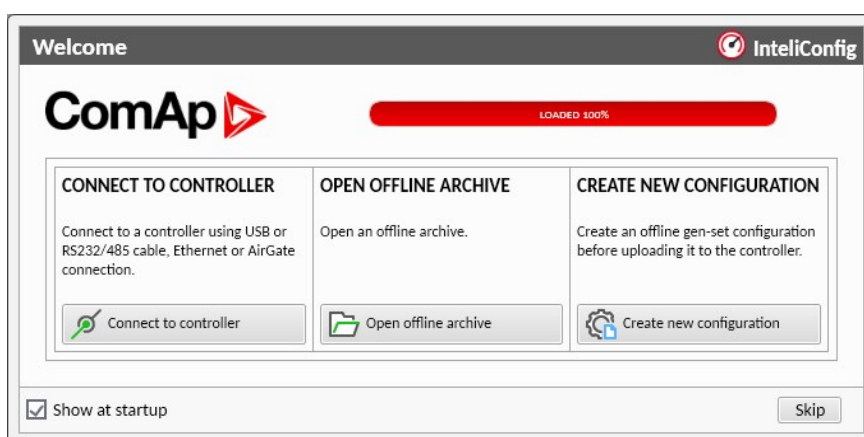 Welcome
InteliConfig
ComAp
LOADED 100%
CONNECT TO CONTROLLER
Connect to a controller using USB or
RS232/485 cable, Ethernet or AirGate
connection.
Connect to controller
OPEN OFFLINE ARCHIVE
Open an offline archive.
Open offline archive
CREATE NEW CONFIGURATION
Create an offline gen-set configuration
before uploading it to the controller.
Create new configuration
Show at startup
Skip